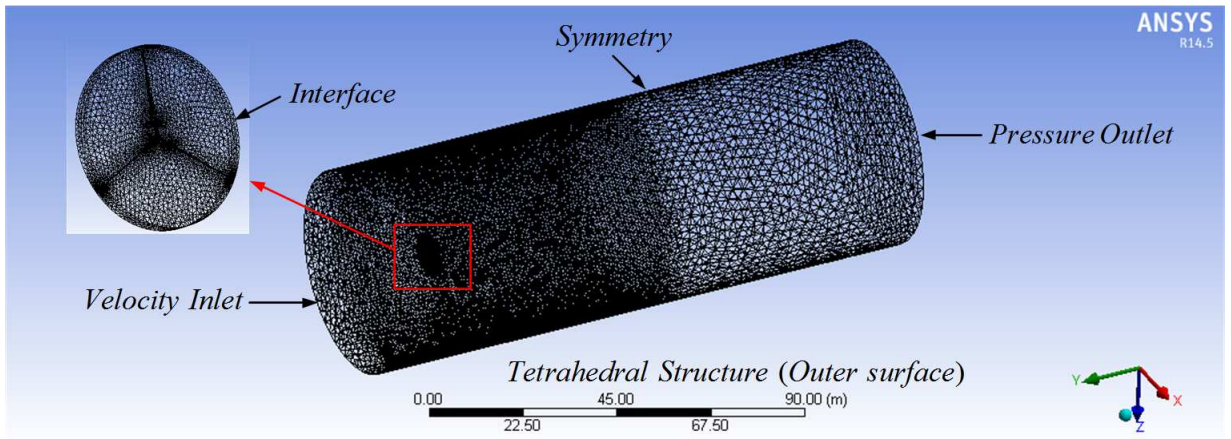 ANSYS
R14.5
Symmetry
Interface
Pressure Outlet
Velocity Inlet
Tetrahedral Structure (Outer surface)
0.00 45.00 90.00 (m)
22.50 67.50
Y
X
Z